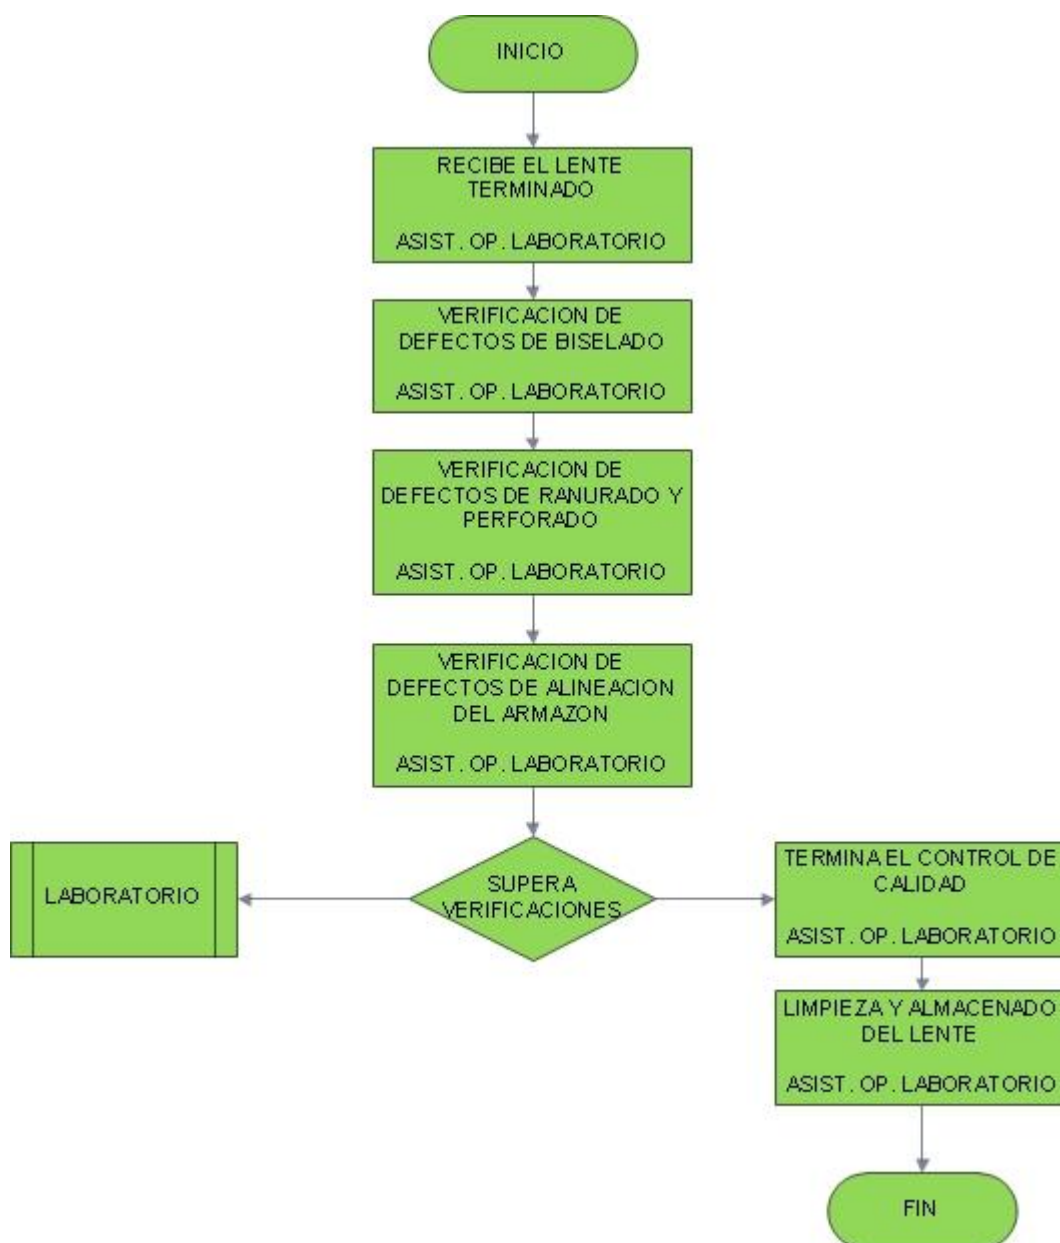 INICIO
RECIBE EL LENTE
TERMINADO
ASIST. OP. LABORATORIO
VERIFICACION DE
DEFECTOS DE BISELADO
ASIST. OP. LABORATORIO
VERIFICACION DE
DEFECTOS DE RANURADO Y
PERFORADO
ASIST. OP. LABORATORIO
VERIFICACION DE
DEFECTOS DE ALINEACION
DEL ARMAZON
ASIST. OP. LABORATORIO
LABORATORIO
SUPERA
VERIFICACIONES
TERMINA EL CONTROL DE
CALIDAD
ASIST. OP. LABORATORIO
LIMPIEZA Y ALMACENADO
DEL LENTE
ASIST. OP. LABORATORIO
FIN